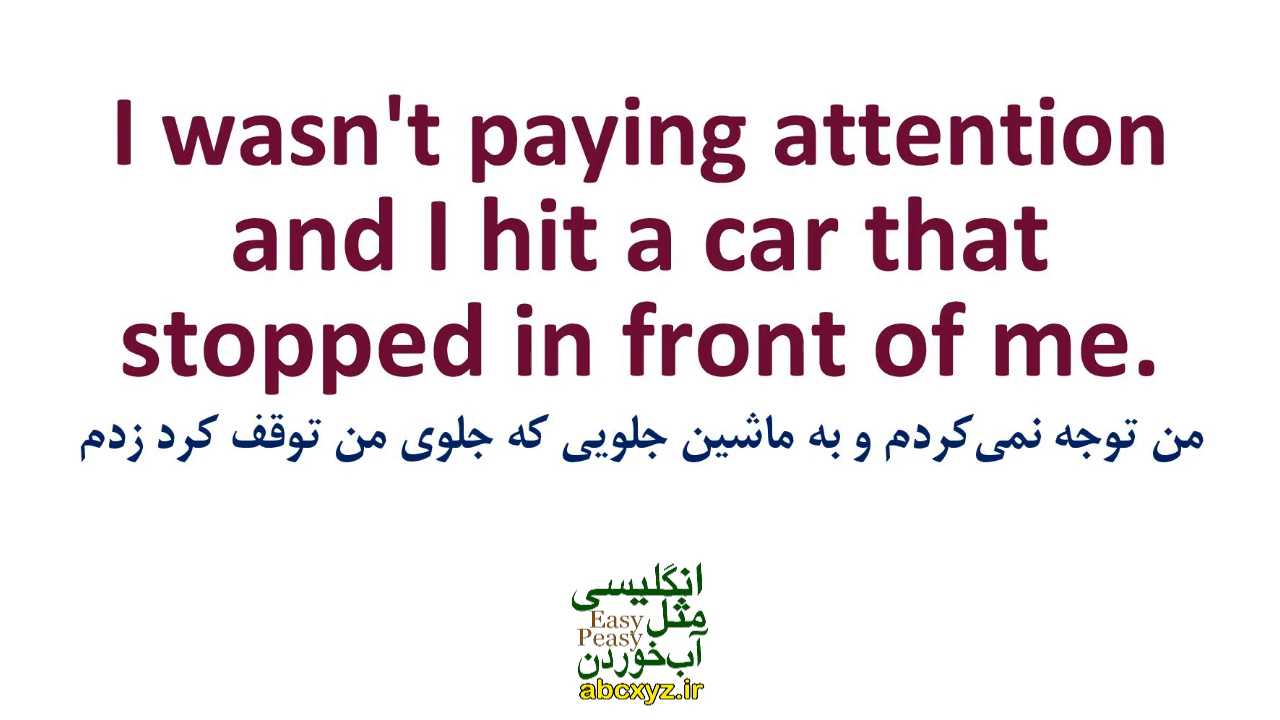 I wasn't paying attention
and I hit a car that
stopped in front of me.
من توجه نمی‌کردم و به ماشین جلویی که جلوی من توقف کرد زدم
انگلیسی
مثل
Easy
Peasy
آب‌خوردن
abcxyz.ir